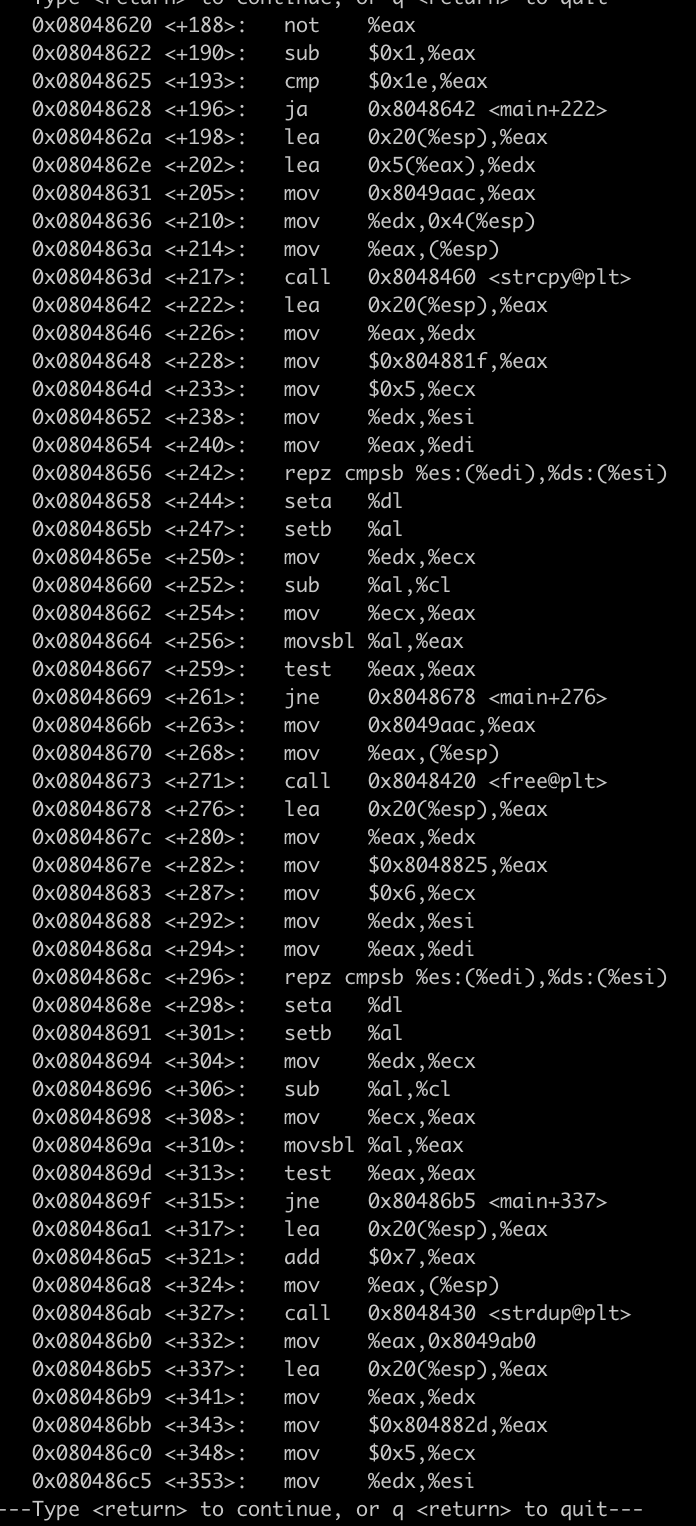 Type <return> to continue, or q <return> to quit
0x08048620 <+188>: not %eax
0x08048622 <+190>: sub $0x1,%eax
0x08048625 <+193>: cmp $0x1e,%eax
0x08048628 <+196>: ja 0x8048642 <main+222>
0x0804862a <+198>: lea 0x20(%esp),%eax
0x0804862e <+202>: lea 0x5(%eax),%edx
0x08048631 <+205>: mov 0x8049aac,%eax
0x08048636 <+210>: mov %edx,0x4(%esp)
0x0804863a <+214>: mov %eax,(%esp)
0x0804863d <+217>: call 0x8048460 <strcpy@plt>
0x08048642 <+222>: lea 0x20(%esp),%eax
0x08048646 <+226>: mov %eax,%edx
0x08048648 <+228>: mov $0x804881f,%eax
0x0804864d <+233>: mov $0x5,%ecx
0x08048652 <+238>: mov %edx,%esi
0x08048654 <+240>: mov %eax,%edi
0x08048656 <+242>: repz cmpsb %es:(%edi),%ds:(%esi)
0x08048658 <+244>: seta %dl
0x0804865b <+247>: setb %al
0x0804865e <+250>: mov %edx,%ecx
0x08048660 <+252>: sub %al,%cl
0x08048662 <+254>: mov %ecx,%eax
0x08048664 <+256>: movsbl %al,%eax
0x08048667 <+259>: test %eax,%eax
0x08048669 <+261>: jne 0x8048678 <main+276>
0x0804866b <+263>: mov 0x8049aac,%eax
0x08048670 <+268>: mov %eax,(%esp)
0x08048673 <+271>: call 0x8048420 <free@plt>
0x08048678 <+276>: lea 0x20(%esp),%eax
0x0804867c <+280>: mov %eax,%edx
0x0804867e <+282>: mov $0x8048825,%eax
0x08048683 <+287>: mov $0x6,%ecx
0x08048688 <+292>: mov %edx,%esi
0x0804868a <+294>: mov %eax,%edi
0x0804868c <+296>: repz cmpsb %es:(%edi),%ds:(%esi)
0x0804868e <+298>: seta %dl
0x08048691 <+301>: setb %al
0x08048694 <+304>: mov %edx,%ecx
0x08048696 <+306>: sub %al,%cl
0x08048698 <+308>: mov %ecx,%eax
0x0804869a <+310>: movsbl %al,%eax
0x0804869d <+313>: test %eax,%eax
0x0804869f <+315>: jne 0x80486b5 <main+337>
0x080486a1 <+317>: lea 0x20(%esp),%eax
0x080486a5 <+321>: add $0x7,%eax
0x080486a8 <+324>: mov %eax,(%esp)
0x080486ab <+327>: call 0x8048430 <strdup@plt>
0x080486b0 <+332>: mov %eax,0x8049ab0
0x080486b5 <+337>: lea 0x20(%esp),%eax
0x080486b9 <+341>: mov %eax,%edx
0x080486bb <+343>: mov $0x804882d,%eax
0x080486c0 <+348>: mov $0x5,%ecx
0x080486c5 <+353>: mov %edx,%esi
---Type <return> to continue, or q <return> to quit---